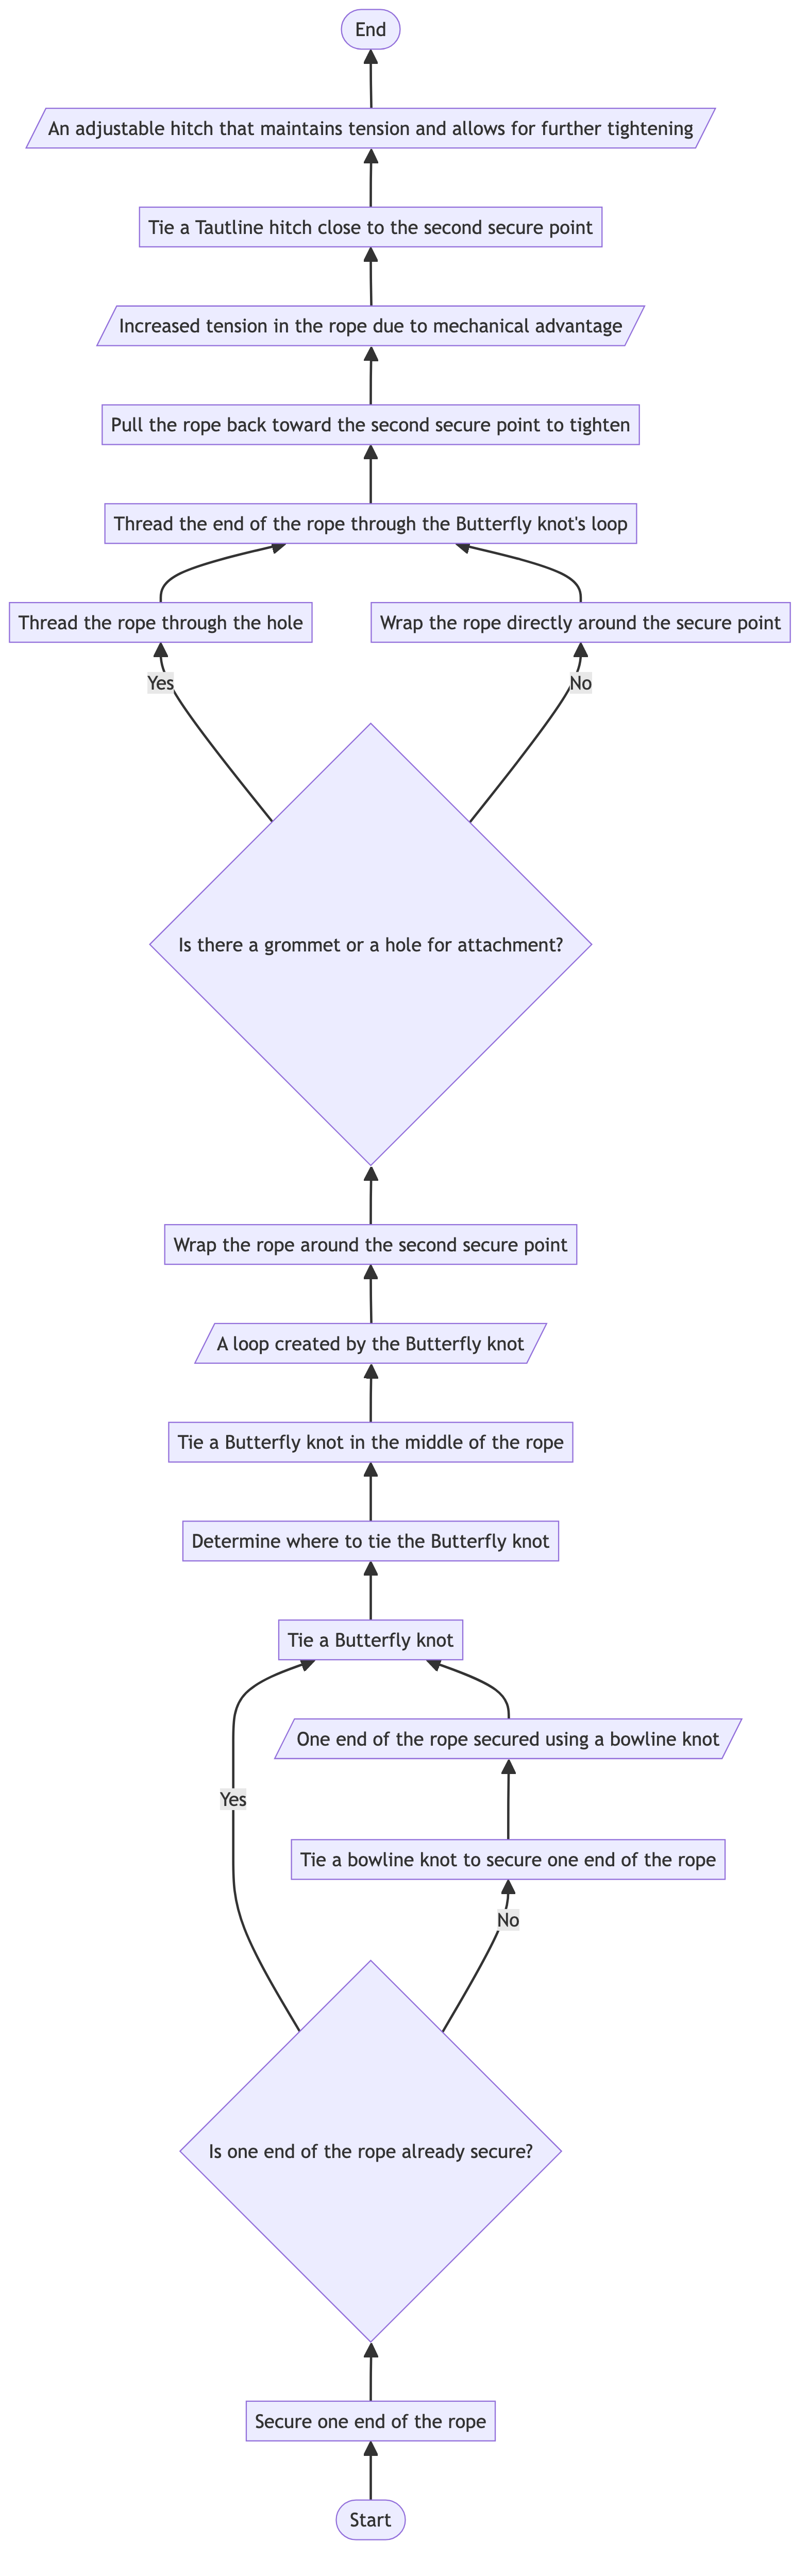 End
An adjustable hitch that maintains tension and allows for further tightening
Tie a Tautline hitch close to the second secure point
Increased tension in the rope due to mechanical advantage
Pull the rope back toward the second secure point to tighten
Thread the end of the rope through the Butterfly knot's loop
Thread the rope through the hole
Wrap the rope directly around the secure point
Yes
No
Is there a grommet or a hole for attachment?
Wrap the rope around the second secure point
A loop created by the Butterfly knot
Tie a Butterfly knot in the middle of the rope
Determine where to tie the Butterfly knot
Tie a Butterfly knot
One end of the rope secured using a bowline knot
Yes
Tie a bowline knot to secure one end of the rope
No
Is one end of the rope already secure?
Secure one end of the rope
Start